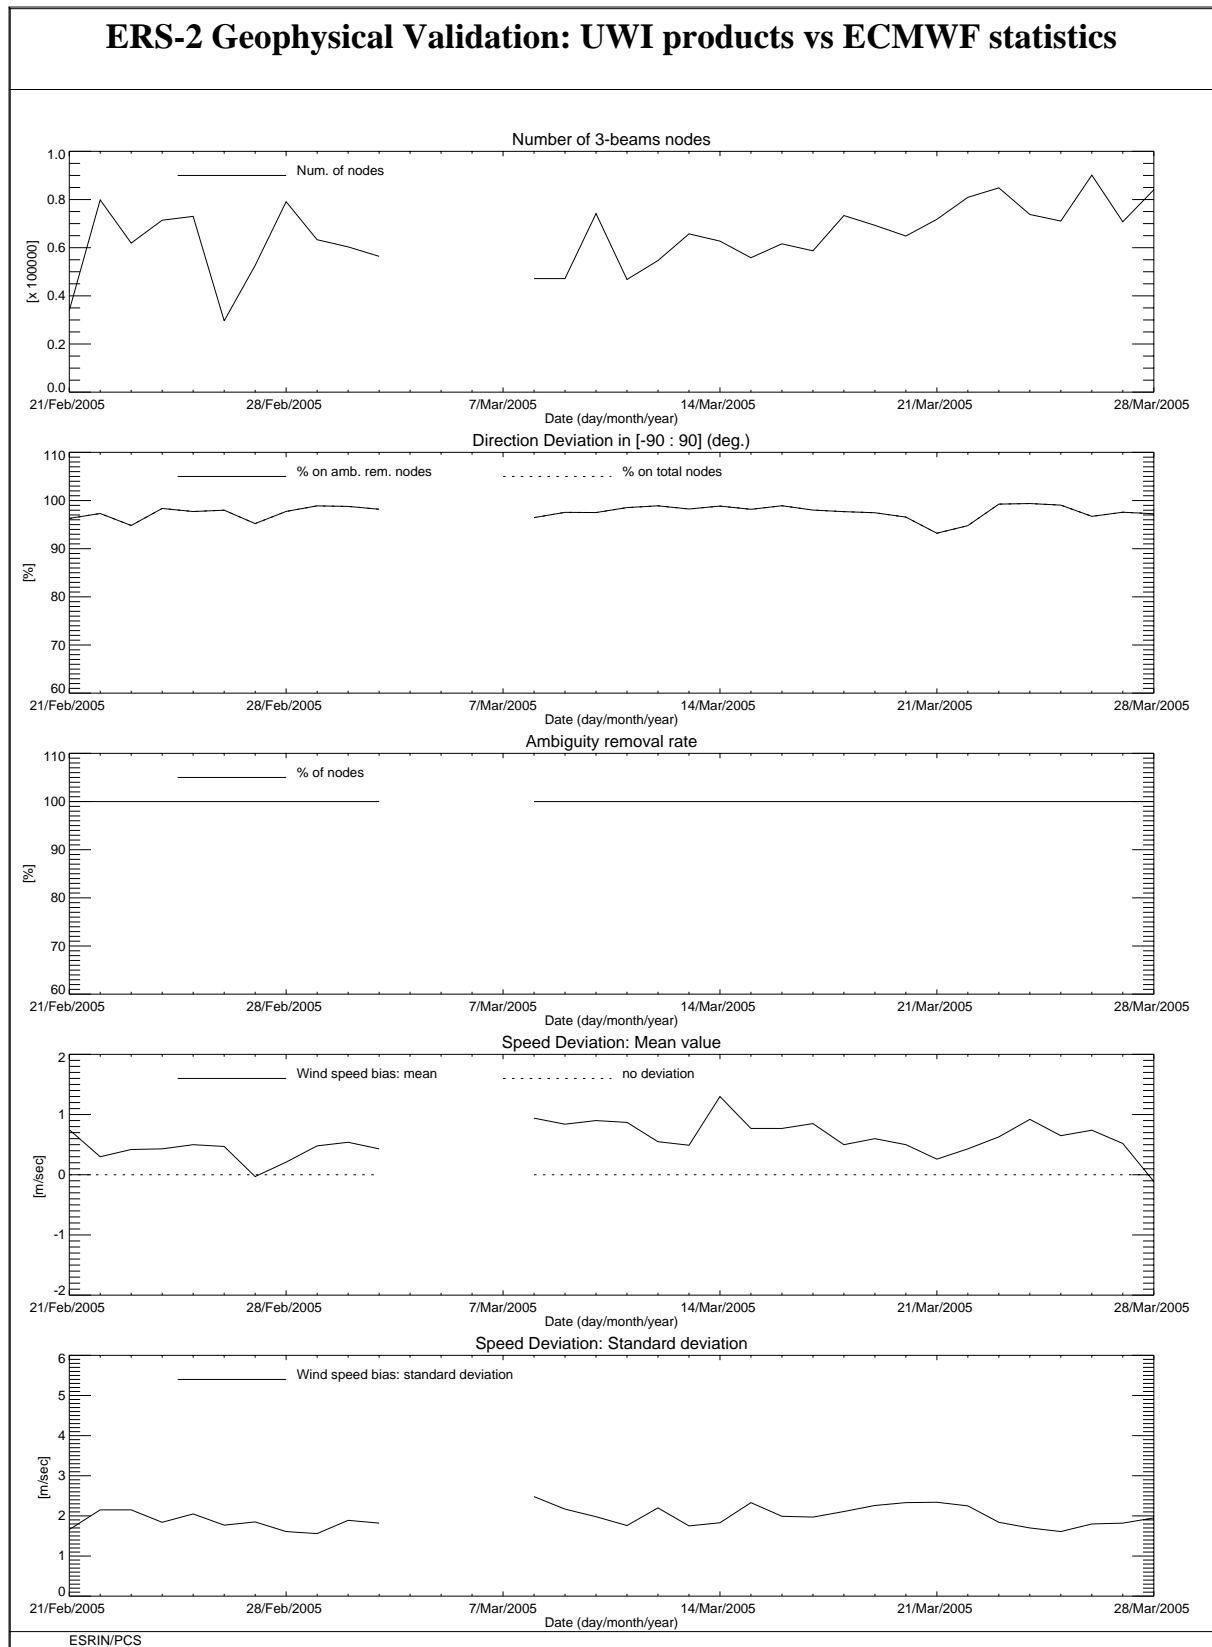 ERS-2 Geophysical Validation: UWI products vs ECMWF statistics
Number of 3-beams nodes
Num. of nodes
[x 100000]
1.0
0.8
0.6
0.4
0.2
0.0
21/Feb/2005 28/Feb/2005 7/Mar/2005 14/Mar/2005 21/Mar/2005 28/Mar/2005
Date (day/month/year)
Direction Deviation in [-90 : 90] (deg.)
% on amb. rem. nodes % on total nodes
[%]
110
100
90
80
70
60
21/Feb/2005 28/Feb/2005 7/Mar/2005 14/Mar/2005 21/Mar/2005 28/Mar/2005
Date (day/month/year)
Ambiguity removal rate
% of nodes
[%]
110
100
90
80
70
60
21/Feb/2005 28/Feb/2005 7/Mar/2005 14/Mar/2005 21/Mar/2005 28/Mar/2005
Date (day/month/year)
Speed Deviation: Mean value
Wind speed bias: mean no deviation
[m/sec]
2
1
0
-1
-2
21/Feb/2005 28/Feb/2005 7/Mar/2005 14/Mar/2005 21/Mar/2005 28/Mar/2005
Date (day/month/year)
Speed Deviation: Standard deviation
Wind speed bias: standard deviation
[m/sec]
6
5
4
3
2
1
0
21/Feb/2005 28/Feb/2005 7/Mar/2005 14/Mar/2005 21/Mar/2005 28/Mar/2005
Date (day/month/year)
ESRIN/PCS